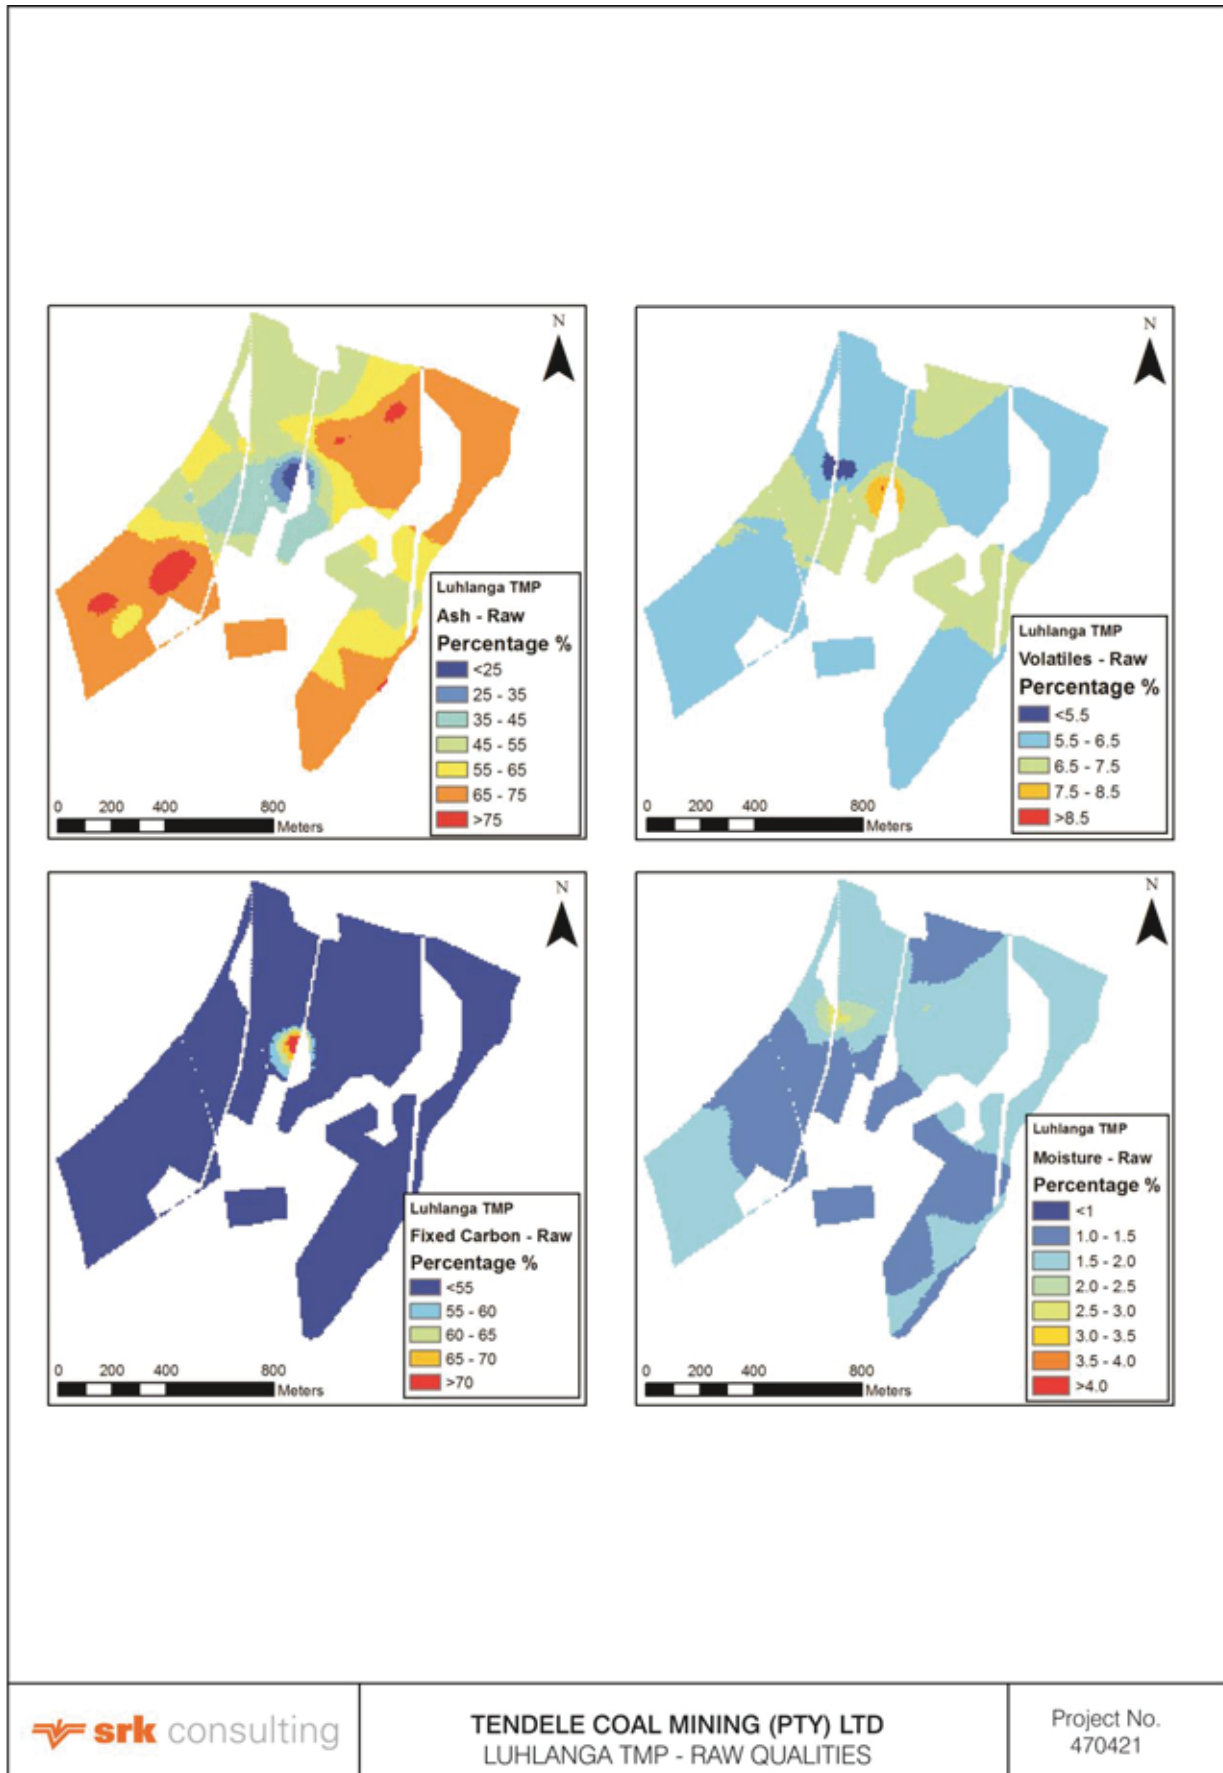 N
Luhlanga TMP
Ash - Raw
Percentage %
<25
25 - 35
35 - 45
45 - 55
55 - 65
65 - 75
>75
0 200 400 800
Meters
N
Luhlanga TMP
Volatiles - Raw
Percentage %
<5.5
5.5 - 6.5
6.5 - 7.5
7.5 - 8.5
>8.5
0 200 400 800
Meters
N
Luhlanga TMP
Fixed Carbon - Raw
Percentage %
<55
55 - 60
60 - 65
65 - 70
>70
0 200 400 800
Meters
N
Luhlanga TMP
Moisture - Raw
Percentage %
<1
1.0 - 1.5
1.5 - 2.0
2.0 - 2.5
2.5 - 3.0
3.0 - 3.5
3.5 - 4.0
>4.0
0 200 400 800
Meters
srk consulting
TENDELE COAL MINING (PTY) LTD
LUHLANGA TMP - RAW QUALITIES
Project No.
470421